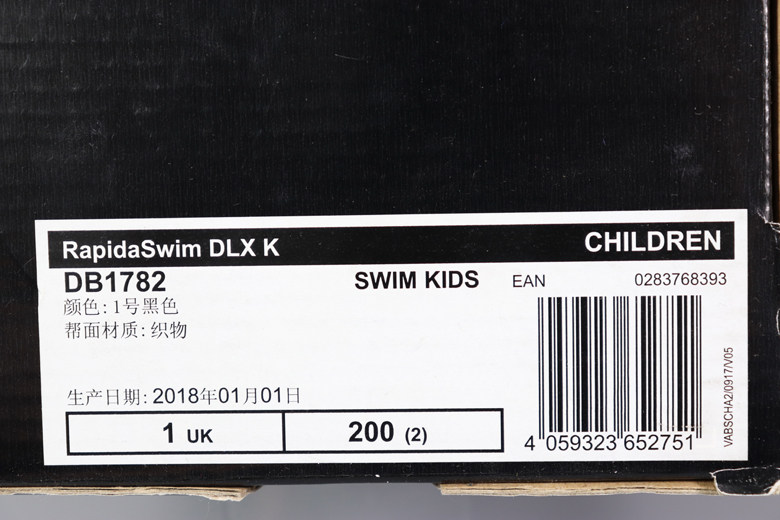 RapidaSwim DLX K CHILDREN
DB1782 SWIM KIDS EAN 0283768393
颜色: 1号黑色
帮面材质: 织物
生产日期: 2018年01月01日
1 UK 200 (2)
4 059323 652751
VABSCHA2/0917/V05